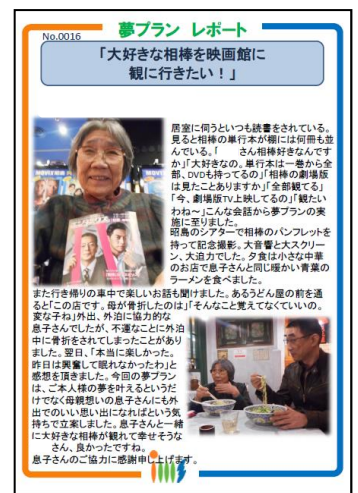 夢プラン レポート
No.0016
「大好きな相棒を映画館に
観に行きたい！」
居室に伺うといつも読書をされている。
見ると相棒の単行本が棚には何冊も並
んでいる。「　　さん相棒好きなんです
か」「大好きなの。単行本は一巻から全
部、DVDも持ってるの」「相棒の劇場版
は見たことありますか」「全部観てる」
「今、劇場版TV上映してるの」「観たい
わね～」こんな会話から夢プランの実
施に至りました。
昭島のシアターで相棒のパンフレットを
持って記念撮影。大音響と大スクリー
ン、大迫力でした。夕食は小さな中華
のお店で息子さんと同じ暖かい青葉の
ラーメンを食べました。
また行き帰りの車中で楽しいお話も聞けました。あるうどん屋の前を通
ると「この店です。母が骨折したのは」「そんなこと覚えてなくていいの。
変な子ね」外出、外泊に協力的な
息子さんでしたが、不運なことに外泊
中に骨折をされてしまったことがあり
ました。翌日、「本当に楽しかった。
昨日は興奮して眠れなかったわ」と
感想を頂きました。今回の夢プラン
は、ご本人様の夢を叶えるというだ
けでなく母親想いの息子さんにも外
出でのいい思い出になればという気
持ちで立案しました。息子さんと一緒
に大好きな相棒が観れて幸せそうな
さん、良かったですね。
息子さんのご協力に感謝申し上げます。